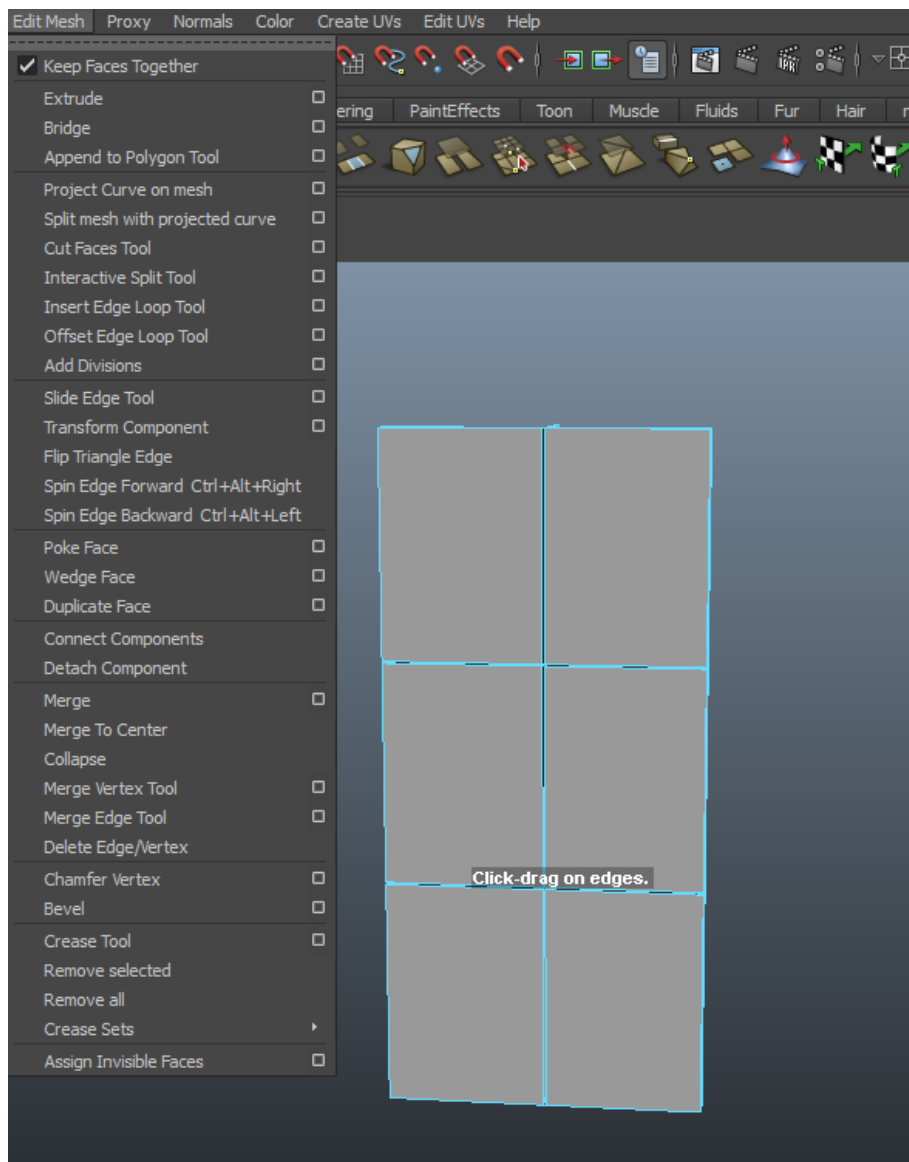 Edit Mesh Proxy Normals Color Create UVs Edit UVs Help
Keep Faces Together
IPR
Extrude
ering PaintEffects Toon Muscle Fluids Fur Hair
Bridge
Append to Polygon Tool
Project Curve on mesh
Split mesh with projected curve
Cut Faces Tool
Interactive Split Tool
Insert Edge Loop Tool
Offset Edge Loop Tool
Add Divisions
Slide Edge Tool
Transform Component
Flip Triangle Edge
Spin Edge Forward Ctrl+Alt+Right
Spin Edge Backward Ctrl+Alt+Left
Poke Face
Wedge Face
Duplicate Face
Connect Components
Detach Component
Merge
Merge To Center
Collapse
Merge Vertex Tool
Merge Edge Tool
Delete Edge/Vertex
Click-drag on edges.
Chamfer Vertex
Bevel
Crease Tool
Remove selected
Remove all
Crease Sets
Assign Invisible Faces